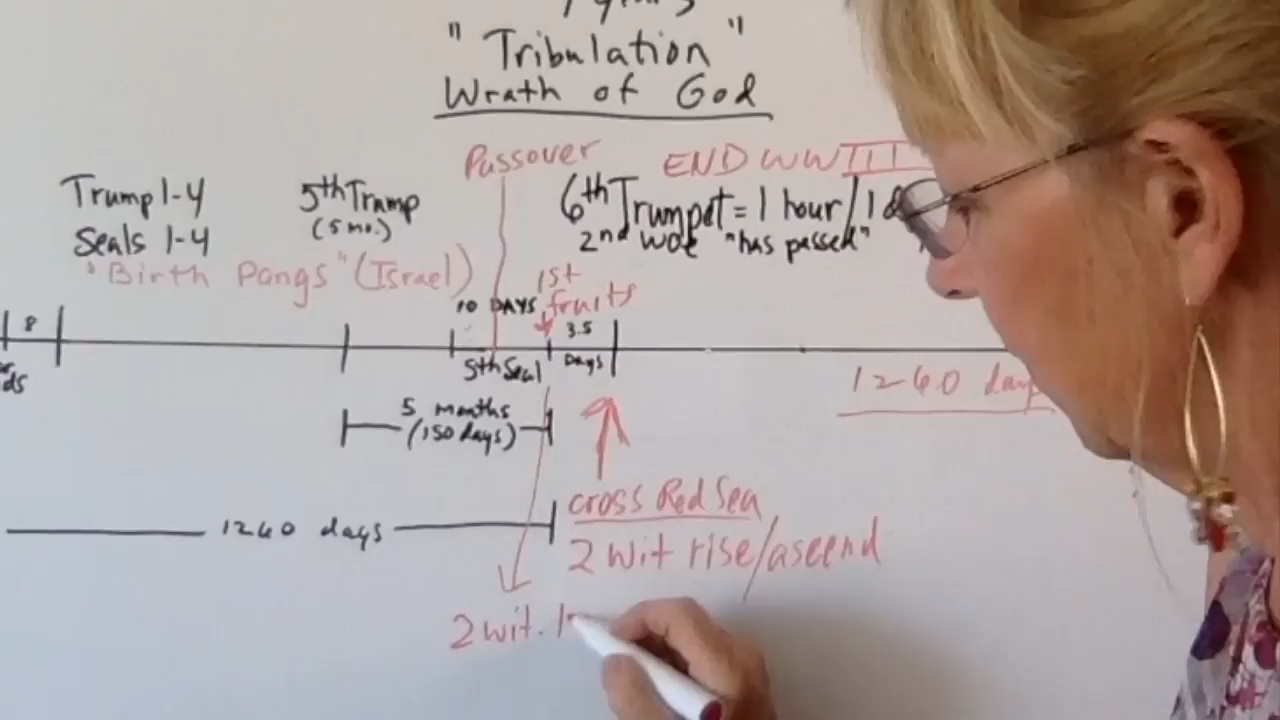 "Tribulation"
Wrath of God
Passover
END WWIII
Trump 1-4
Seals 1-4
5th Tramp
(5 mo.)
6th Trumpet = 1 hour/1
2nd woe "has passed"
"Birth Pangs" (Israel)
1st
fruits
10 DAYS
8
3.5
Days
5th Seal
1260 days
5 months
(150 days)
cross Red Sea
1260 days
2 wit rise/ascend
2 wit.